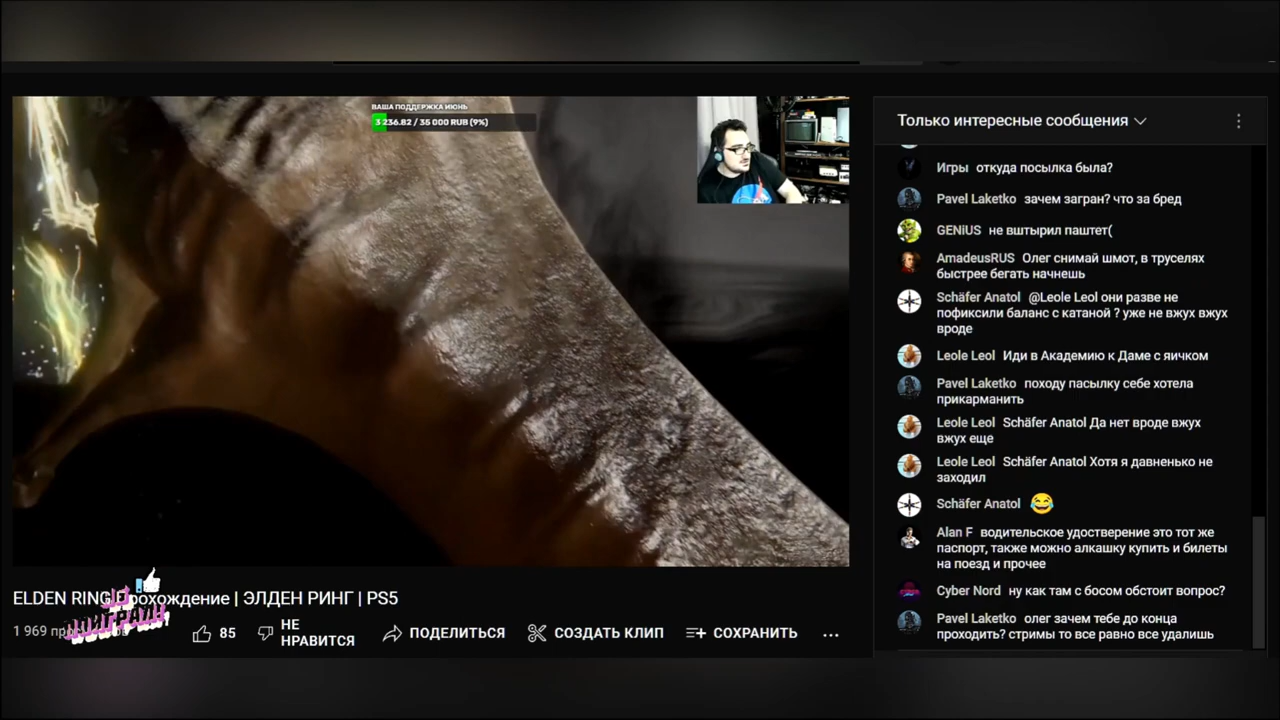 ВАША ПОДДЕРЖКА ИЮНЬ
3 236.82 / 35 000 RUB (9%)
Только интересные сообщения
Игры откуда посылка была?
Pavel Laketko зачем загран? что за бред
GENiUS не вштырил паштет(
AmadeusRUS Олег снимай шмот, в труселях
быстрее бегать начнешь
Schäfer Anatol @Leole Leol они разве не
пофиксили баланс с катаной ? уже не вжух вжух
вроде
Leole Leol Иди в Академию к Даме с яичком
Pavel Laketko походу пасылку себе хотела
прикарманить
Leole Leol Schäfer Anatol Да нет вроде вжух
вжух еще
Leole Leol Schäfer Anatol Хотя я давненько не
заходил
Schäfer Anatol 😂
Alan F водительское удостверение это тот же
паспорт, также можно алкашку купить и билеты
на поезд и прочее
Cyber Nord ну как там с босом обстоит вопрос?
Pavel Laketko олег зачем тебе до конца
проходить? стримы то все равно все удалишь
ELDEN RING | ЭЛДЕН РИНГ | PS5
1 969
85
НЕ
НРАВИТСЯ
ПОДЕЛИТЬСЯ
СОЗДАТЬ КЛИП
СОХРАНИТЬ